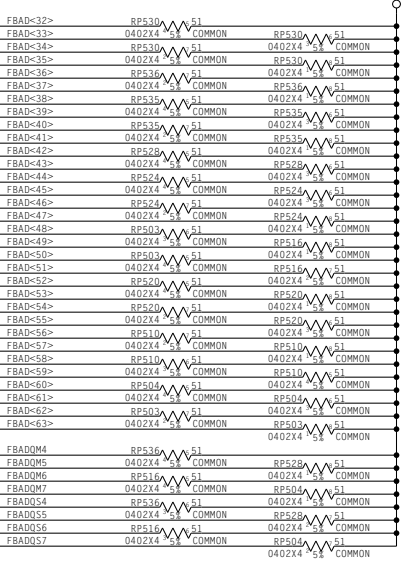 FBAD<32> RP530 51
FBAD<33> 0402X4 5% COMMON RP530 51
FBAD<34> RP530 51 0402X4 5% COMMON
FBAD<35> 0402X4 5% COMMON RP530 51
FBAD<36> RP536 51 0402X4 5% COMMON
FBAD<37> 0402X4 5% COMMON RP536 51
FBAD<38> RP535 51 0402X4 5% COMMON
FBAD<39> 0402X4 5% COMMON RP535 51
FBAD<40> RP535 51 0402X4 5% COMMON
FBAD<41> 0402X4 5% COMMON RP535 51
FBAD<42> RP528 51 0402X4 5% COMMON
FBAD<43> 0402X4 5% COMMON RP528 51
FBAD<44> RP524 51 0402X4 5% COMMON
FBAD<45> 0402X4 5% COMMON RP524 51
FBAD<46> RP524 51 0402X4 5% COMMON
FBAD<47> 0402X4 5% COMMON RP524 51
FBAD<48> RP503 51 0402X4 5% COMMON
FBAD<49> 0402X4 5% COMMON RP516 51
FBAD<50> RP503 51 0402X4 5% COMMON
FBAD<51> 0402X4 5% COMMON RP516 51
FBAD<52> RP520 51 0402X4 5% COMMON
FBAD<53> 0402X4 5% COMMON RP520 51
FBAD<54> RP520 51 0402X4 5% COMMON
FBAD<55> 0402X4 5% COMMON RP520 51
FBAD<56> RP510 51 0402X4 5% COMMON
FBAD<57> 0402X4 5% COMMON RP510 51
FBAD<58> RP510 51 0402X4 5% COMMON
FBAD<59> 0402X4 5% COMMON RP510 51
FBAD<60> RP504 51 0402X4 5% COMMON
FBAD<61> 0402X4 5% COMMON RP504 51
FBAD<62> RP503 51 0402X4 5% COMMON
FBAD<63> 0402X4 5% COMMON RP503 51
0402X4 5% COMMON
FBADQM4 RP536 51
FBADQM5 0402X4 5% COMMON RP528 51
FBADQM6 RP516 51 0402X4 5% COMMON
FBADQM7 0402X4 5% COMMON RP504 51
FBADQS4 RP536 51 0402X4 5% COMMON
FBADQS5 0402X4 5% COMMON RP528 51
FBADQS6 RP516 51 0402X4 5% COMMON
FBADQS7 0402X4 5% COMMON RP504 51
0402X4 5% COMMON